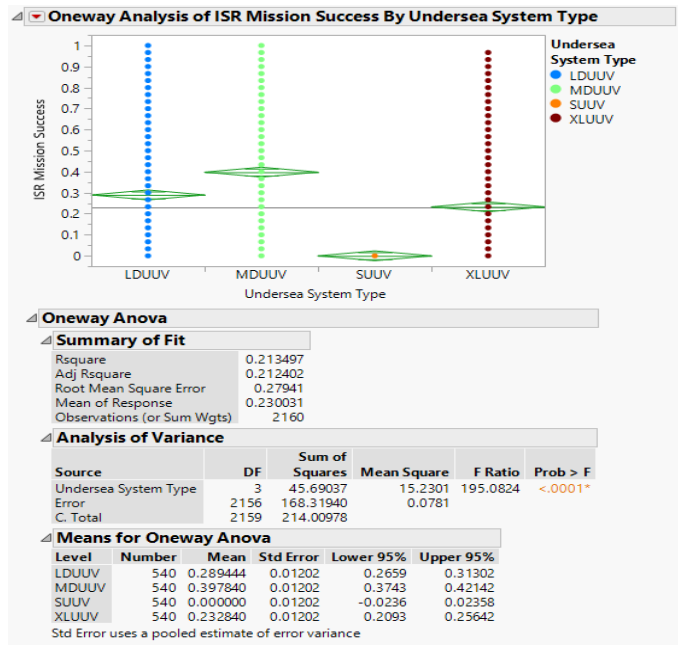 Oneway Analysis of ISR Mission Success By Undersea System Type
1
0.9
0.8
0.7
0.6
0.5
0.4
0.3
0.2
0.1
0
ISR Mission Success
LDUUV MDUUV SUUV XLUUV
Undersea System Type
Undersea
System Type
LDUUV
MDUUV
SUUV
XLUUV
Oneway Anova
Summary of Fit
Rsquare 0.213497
Adj Rsquare 0.212402
Root Mean Square Error 0.27941
Mean of Response 0.230031
Observations (or Sum Wgts) 2160
Analysis of Variance
Sum of
Source DF Squares Mean Square F Ratio Prob > F
Undersea System Type 3 45.69037 15.2301 195.0824 <.0001*
Error 2156 168.31940 0.0781
C. Total 2159 214.00978
Means for Oneway Anova
Level Number Mean Std Error Lower 95% Upper 95%
LDUUV 540 0.289444 0.01202 0.2659 0.31302
MDUUV 540 0.397840 0.01202 0.3743 0.42142
SUUV 540 0.000000 0.01202 -0.0236 0.02358
XLUUV 540 0.232840 0.01202 0.2093 0.25642
Std Error uses a pooled estimate of error variance